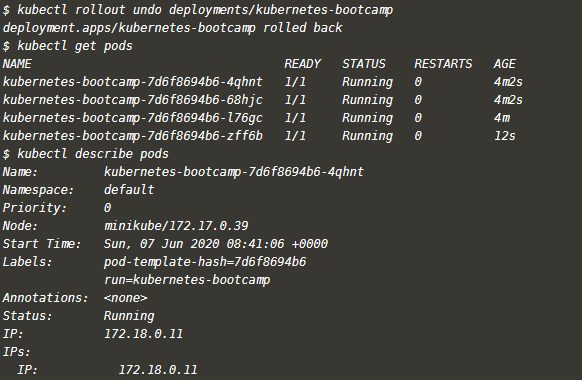 $ kubectl rollout undo deployments/kubernetes-bootcamp
deployment.apps/kubernetes-bootcamp rolled back
$ kubectl get pods
NAME READY STATUS RESTARTS AGE
kubernetes-bootcamp-7d6f8694b6-4qhnt 1/1 Running 0 4m2s
kubernetes-bootcamp-7d6f8694b6-68hjc 1/1 Running 0 4m2s
kubernetes-bootcamp-7d6f8694b6-l76gc 1/1 Running 0 4m
kubernetes-bootcamp-7d6f8694b6-zff6b 1/1 Running 0 12s
$ kubectl describe pods
Name: kubernetes-bootcamp-7d6f8694b6-4qhnt
Namespace: default
Priority: 0
Node: minikube/172.17.0.39
Start Time: Sun, 07 Jun 2020 08:41:06 +0000
Labels: pod-template-hash=7d6f8694b6
run=kubernetes-bootcamp
Annotations: <none>
Status: Running
IP: 172.18.0.11
IPs:
IP: 172.18.0.11